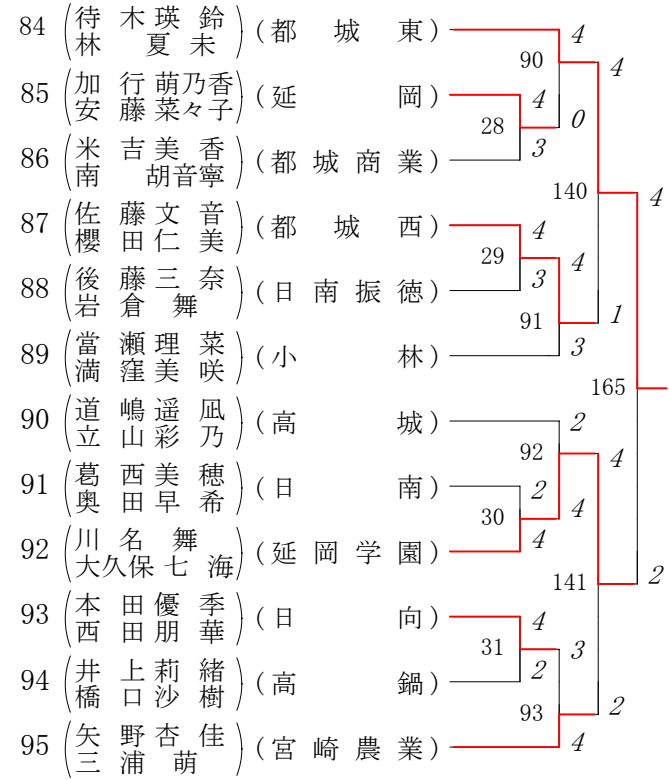 84 (待木瑛鈴 林夏未) (都城東) 4
90 4
85 (加行萌乃香 安藤菜々子) (延岡) 4 0
28 3
86 (米吉美香 南胡音寧) (都城商業)
140 4
87 (佐藤文音 櫻田仁美) (都城西) 4
29 3 4
88 (後藤三奈 岩倉舞) (日南振徳)
91 1
89 (當瀬理菜 満窪美咲) (小林) 3
165
90 (道嶋遥凪 立山彩乃) (高城) 2
92 4
91 (葛西美穂 奥田早希) (日南) 2
30 4 4
92 (川名舞 大久保七海) (延岡学園)
141 2
93 (本田優季 西田朋華) (日向) 4
31 2 3
94 (井上莉緒 橋口沙樹) (高鍋)
93 2
95 (矢野杏佳 三浦萌) (宮崎農業) 4